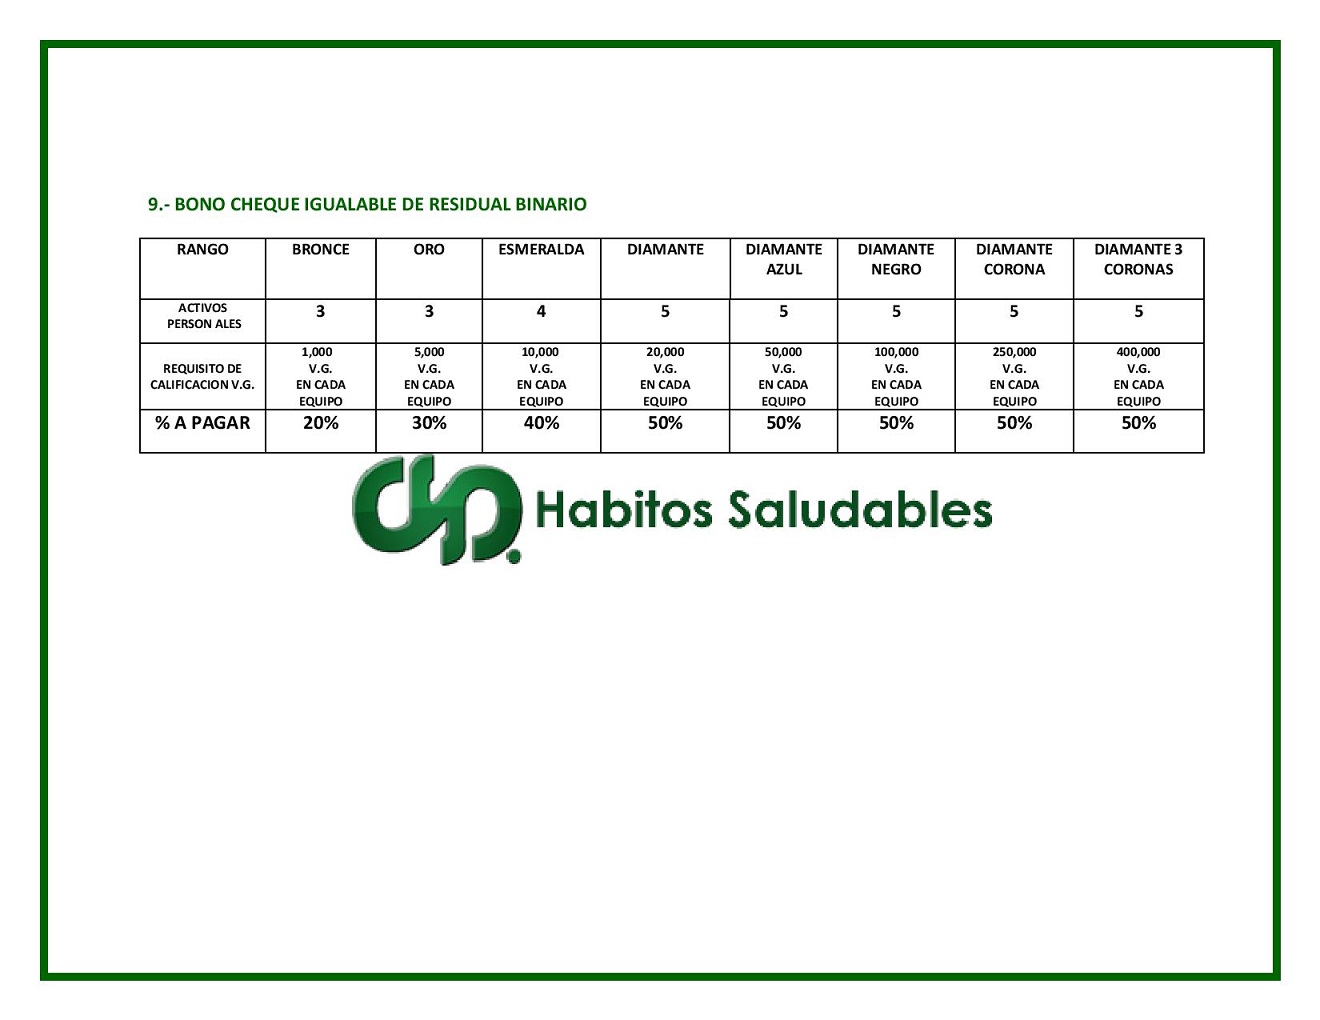 9.- BONO CHEQUE IGUALABLE DE RESIDUAL BINARIO
RANGO BRONCE ORO ESMERALDA DIAMANTE DIAMANTE AZUL DIAMANTE NEGRO DIAMANTE CORONA DIAMANTE 3 CORONAS
ACTIVOS PERSON ALES 3 3 4 5 5 5 5 5
REQUISITO DE CALIFICACION V.G. 1,000 V.G. EN CADA EQUIPO 5,000 V.G. EN CADA EQUIPO 10,000 V.G. EN CADA EQUIPO 20,000 V.G. EN CADA EQUIPO 50,000 V.G. EN CADA EQUIPO 100,000 V.G. EN CADA EQUIPO 250,000 V.G. EN CADA EQUIPO 400,000 V.G. EN CADA EQUIPO
% A PAGAR 20% 30% 40% 50% 50% 50% 50% 50%
Habitos Saludables